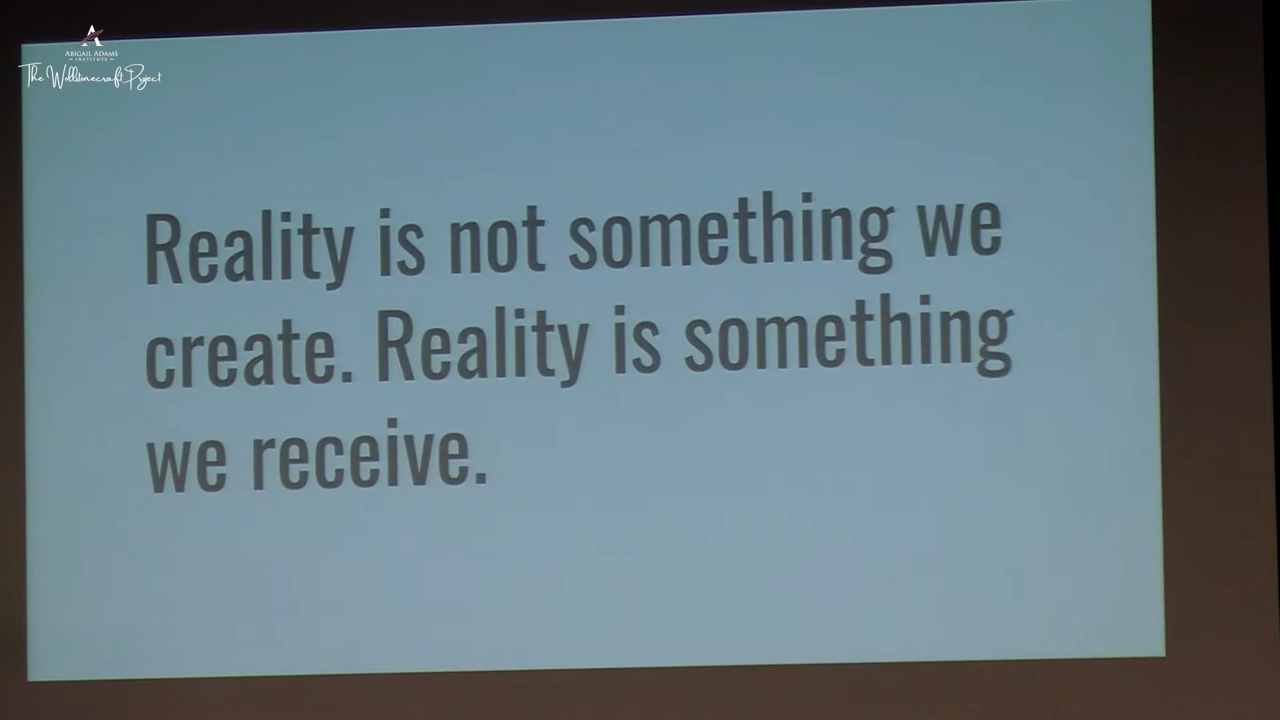 ABIGAIL ADAMS
INSTITUTE
The Wollstonecraft Project
Reality is not something we
create. Reality is something
we receive.